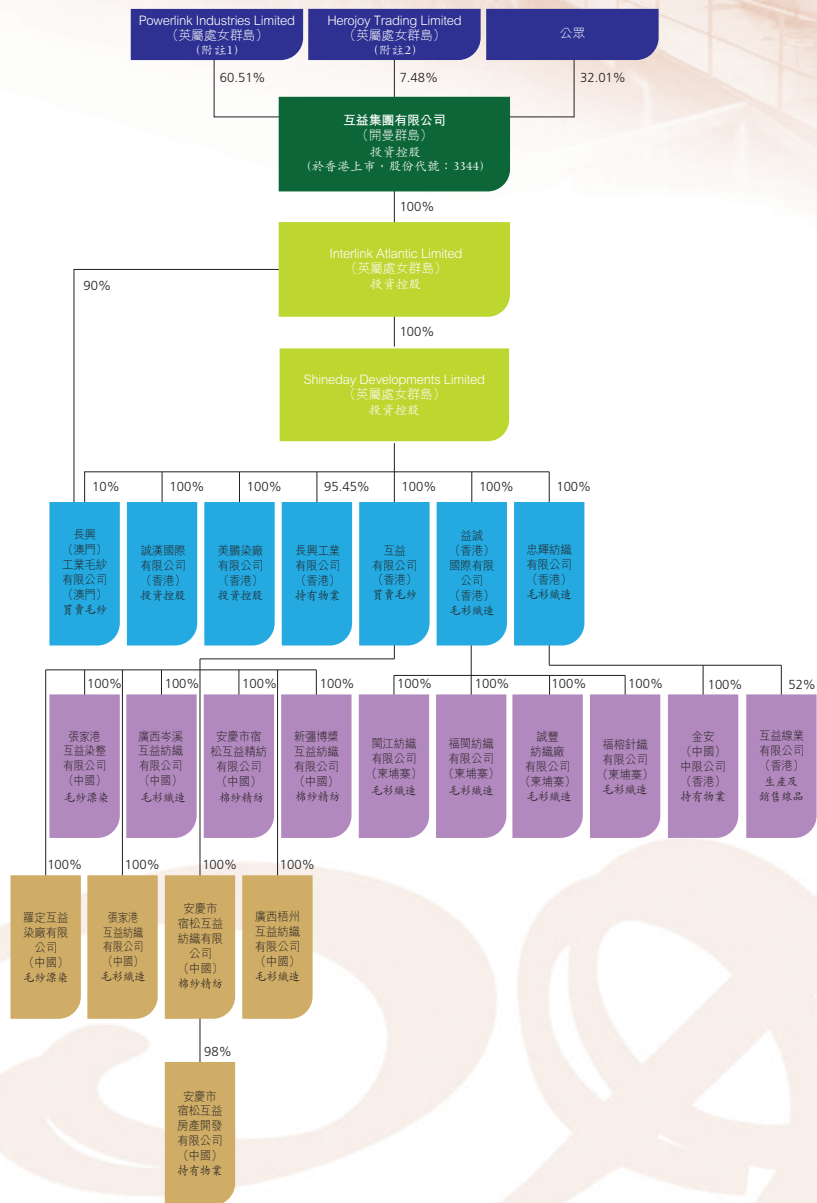 Powerlink Industries Limited
（英屬處女群島）
（附註1）
Herojoy Trading Limited
（英屬處女群島）
（附註2）
公眾
60.51%
7.48%
32.01%
互益集團有限公司
（開曼群島）
投資控股
（於香港上市，股份代號：3344）
100%
Interlink Atlantic Limited
（英屬處女群島）
投資控股
90%
100%
Shineday Developments Limited
（英屬處女群島）
投資控股
10%
100%
100%
95.45%
100%
100%
100%
長興
（澳門）
工業毛紗
有限公司
（澳門）
買賣毛紗
誠漢國際
有限公司
（香港）
投資控股
美鵬染廠
有限公司
（香港）
投資控股
長興工業
有限公司
（香港）
持有物業
互益
有限公司
（香港）
買賣毛紗
益誠
（香港）
國際有限
公司
（香港）
毛衫織造
忠輝紡織
有限公司
（香港）
毛衫織造
100%
100%
100%
100%
100%
100%
100%
100%
100%
52%
張家港
互益染整
有限公司
（中國）
毛紗漂染
廣西岑溪
互益紡織
有限公司
（中國）
毛衫織造
安慶市宿
松互益精紡
有限公司
（中國）
棉紗精紡
新疆博樂
互益紡織
有限公司
（中國）
棉紗精紡
閩江紡織
有限公司
（柬埔寨）
毛衫織造
福閩紡織
有限公司
（柬埔寨）
毛衫織造
誠豐
紡織廠
有限公司
（柬埔寨）
毛衫織造
福榕針織
有限公司
（柬埔寨）
毛衫織造
金安
（中國）
中限公司
（香港）
持有物業
互益線業
有限公司
（香港）
生產及
銷售線品
100%
100%
100%
100%
羅定互益
染廠有限
公司
（中國）
毛紗漂染
張家港
互益紡織
有限公司
（中國）
毛衫織造
安慶市
宿松互益
紡織有限
公司
（中國）
棉紗精紡
廣西梧州
互益紡織
有限公司
（中國）
毛衫織造
98%
安慶市
宿松互益
房產開發
有限公司
（中國）
持有物業